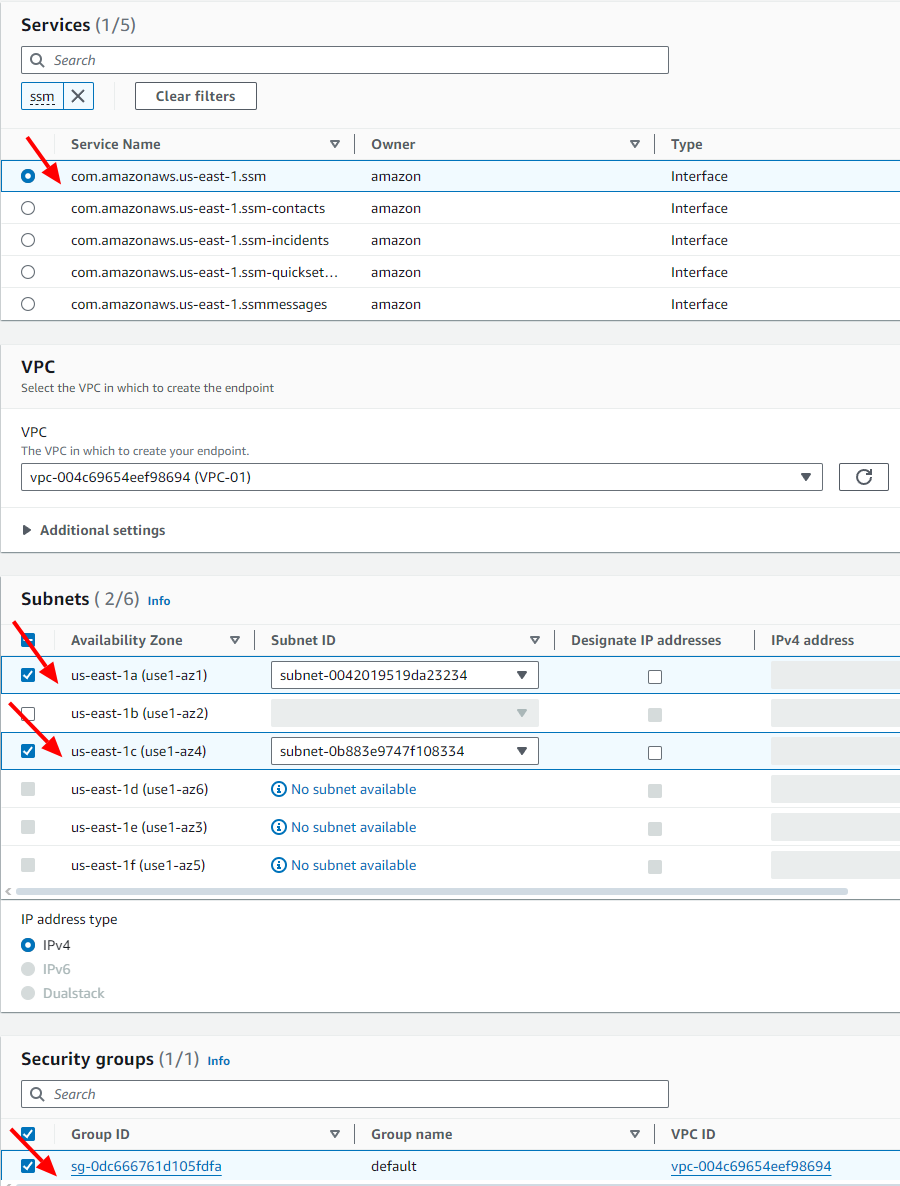 Services (1/5)
Search
ssm
Clear filters
Service Name Owner Type
com.amazonaws.us-east-1.ssm amazon Interface
com.amazonaws.us-east-1.ssm-contacts amazon Interface
com.amazonaws.us-east-1.ssm-incidents amazon Interface
com.amazonaws.us-east-1.ssm-quickset... amazon Interface
com.amazonaws.us-east-1.ssmmessages amazon Interface
VPC
Select the VPC in which to create the endpoint
VPC
The VPC in which to create your endpoint.
vpc-004c69654eef98694 (VPC-01)
Additional settings
Subnets ( 2/6) Info
Availability Zone Subnet ID Designate IP addresses IPv4 address
us-east-1a (use1-az1) subnet-0042019519da23234
us-east-1b (use1-az2)
us-east-1c (use1-az4) subnet-0b883e9747f108334
us-east-1d (use1-az6) No subnet available
us-east-1e (use1-az3) No subnet available
us-east-1f (use1-az5) No subnet available
IP address type
IPv4
IPv6
Dualstack
Security groups (1/1) Info
Search
Group ID Group name VPC ID
sg-0dc666761d105fdfa default vpc-004c69654eef98694